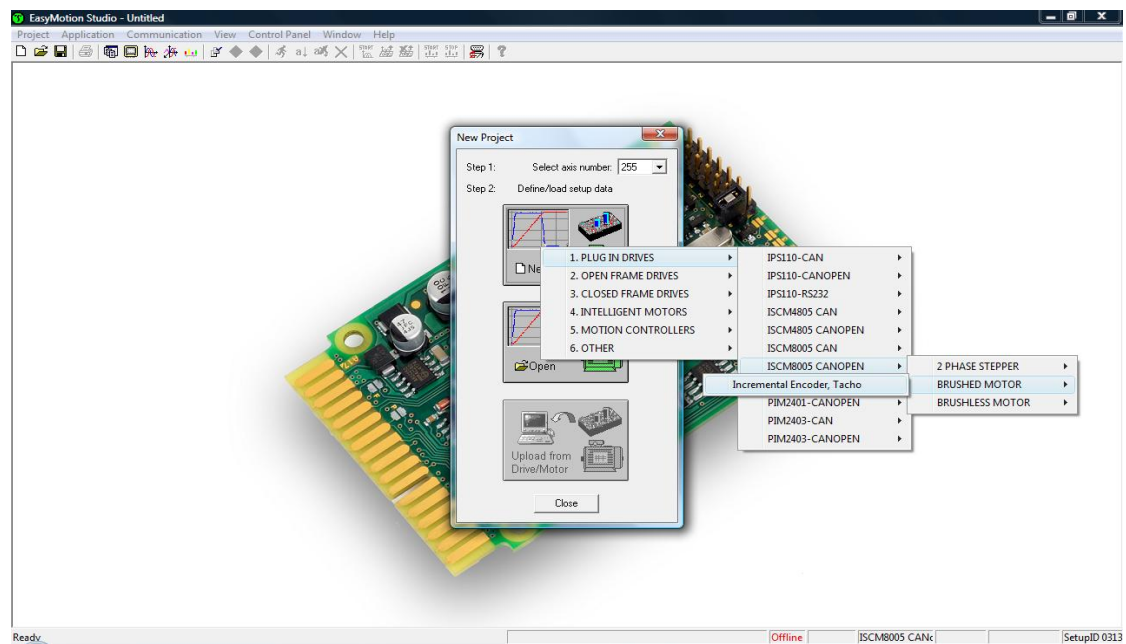 EasyMotion Studio - Untitled
Project Application Communication View Control Panel Window Help
New Project
Step 1: Select axis number: 255
Step 2: Define/load setup data
Ne
1. PLUG IN DRIVES
2. OPEN FRAME DRIVES
3. CLOSED FRAME DRIVES
4. INTELLIGENT MOTORS
5. MOTION CONTROLLERS
6. OTHER
IPS110-CAN
IPS110-CANOPEN
IPS110-RS232
ISCM4805 CAN
ISCM4805 CANOPEN
ISCM8005 CAN
ISCM8005 CANOPEN
PIM2401-CANOPEN
PIM2403-CAN
PIM2403-CANOPEN
2 PHASE STEPPER
BRUSHED MOTOR
BRUSHLESS MOTOR
Incremental Encoder, Tacho
Open
Upload from
Drive/Motor
Close
Ready Offline ISCM8005 CANc SetupID 0313